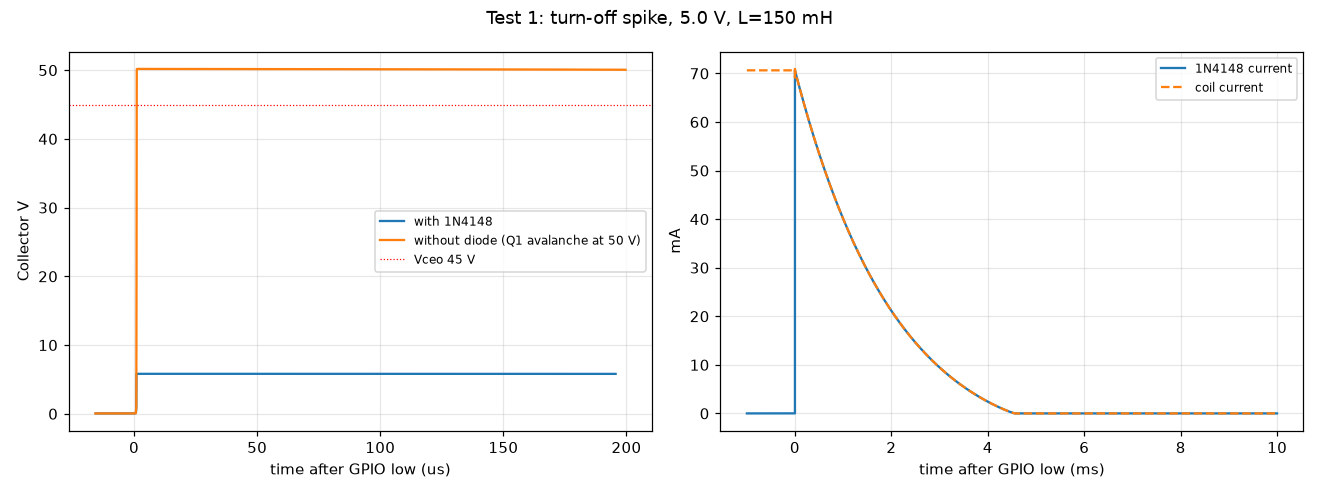 Test 1: turn-off spike, 5.0 V, L=150 mH
Collector V
50
40
30
20
10
0
with 1N4148
without diode (Q1 avalanche at 50 V)
Vceo 45 V
0 50 100 150 200
time after GPIO low (us)
mA
70
60
50
40
30
20
10
0
1N4148 current
coil current
0 2 4 6 8 10
time after GPIO low (ms)